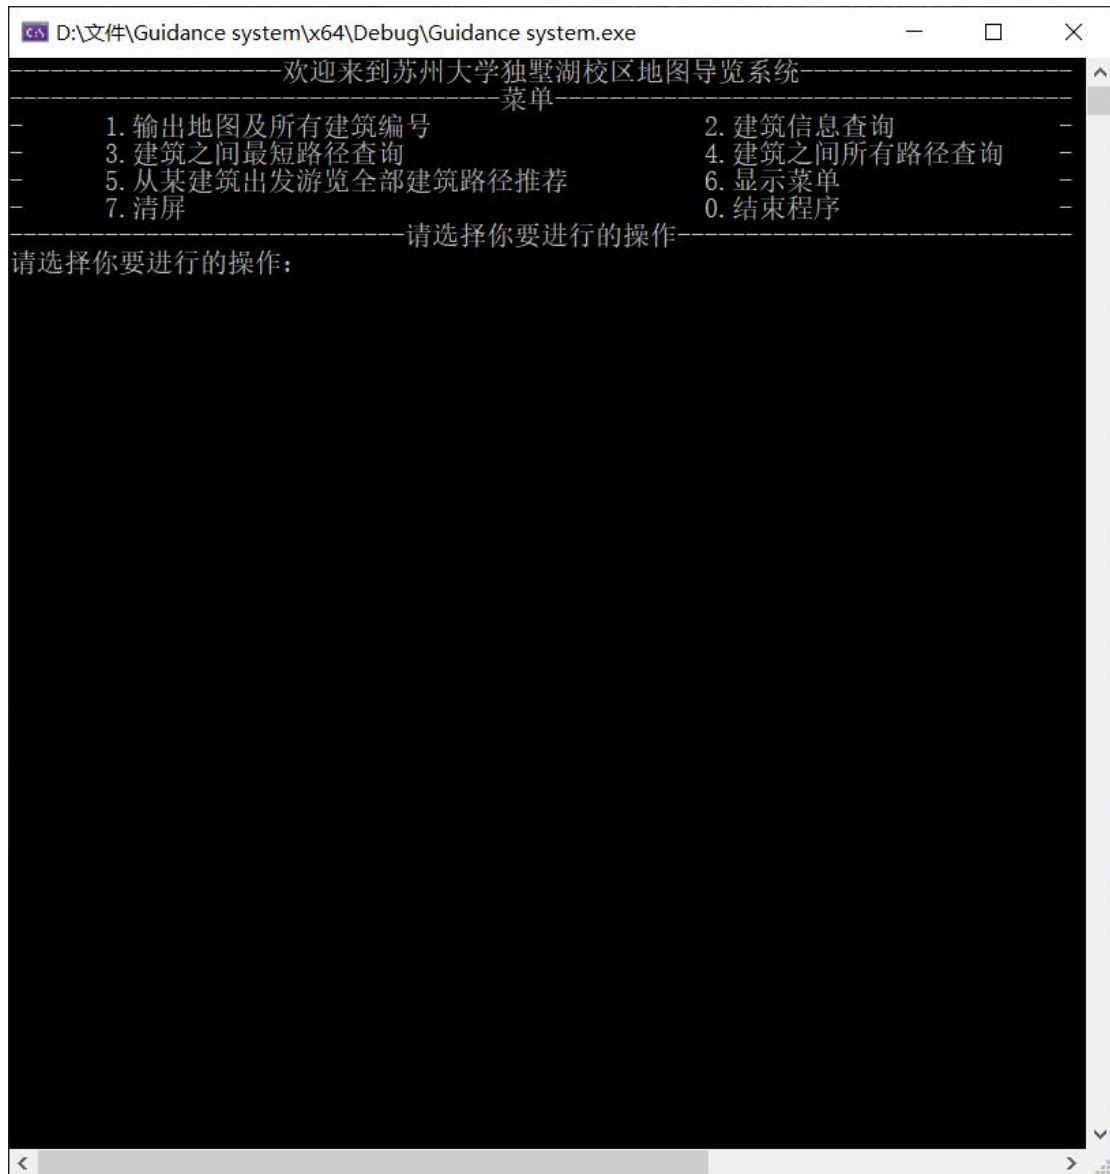 D:\文件\Guidance system\x64\Debug\Guidance system.exe
--------------------欢迎来到苏州大学独墅湖校区地图导览系统--------------------
------------------------------------菜单--------------------------------------
- 1.输出地图及所有建筑编号 2.建筑信息查询 -
- 3.建筑之间最短路径查询 4.建筑之间所有路径查询 -
- 5.从某建筑出发游览全部建筑路径推荐 6.显示菜单 -
- 7.清屏 0.结束程序 -
-----------------------------请选择你要进行的操作-----------------------------
请选择你要进行的操作: